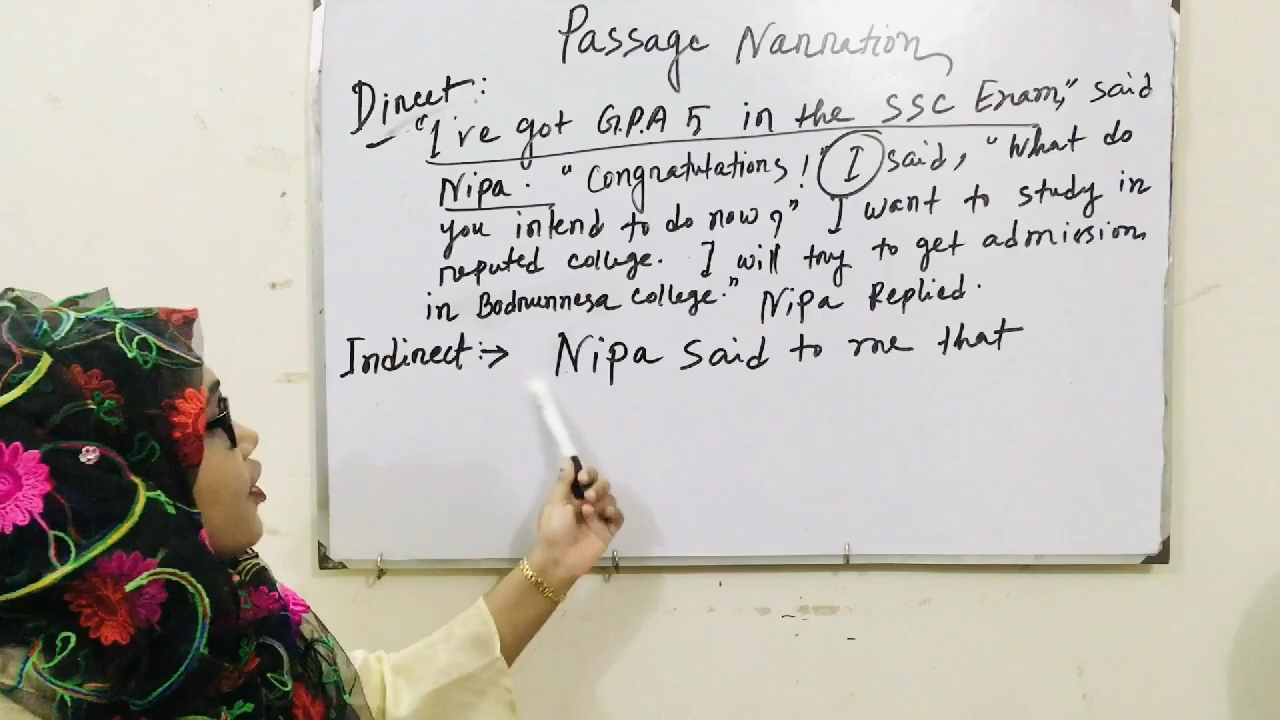 Passage Narration
Direct:
"I've got G.P.A 5 in the SSC Exam," said
Nipa. "Congratutations!" I said, "What do
you intend to do now?" I want to study in
reputed college. I will try to get admission
in Badrunnesa college." Nipa Replied.
Indirect:→ Nipa said to me that